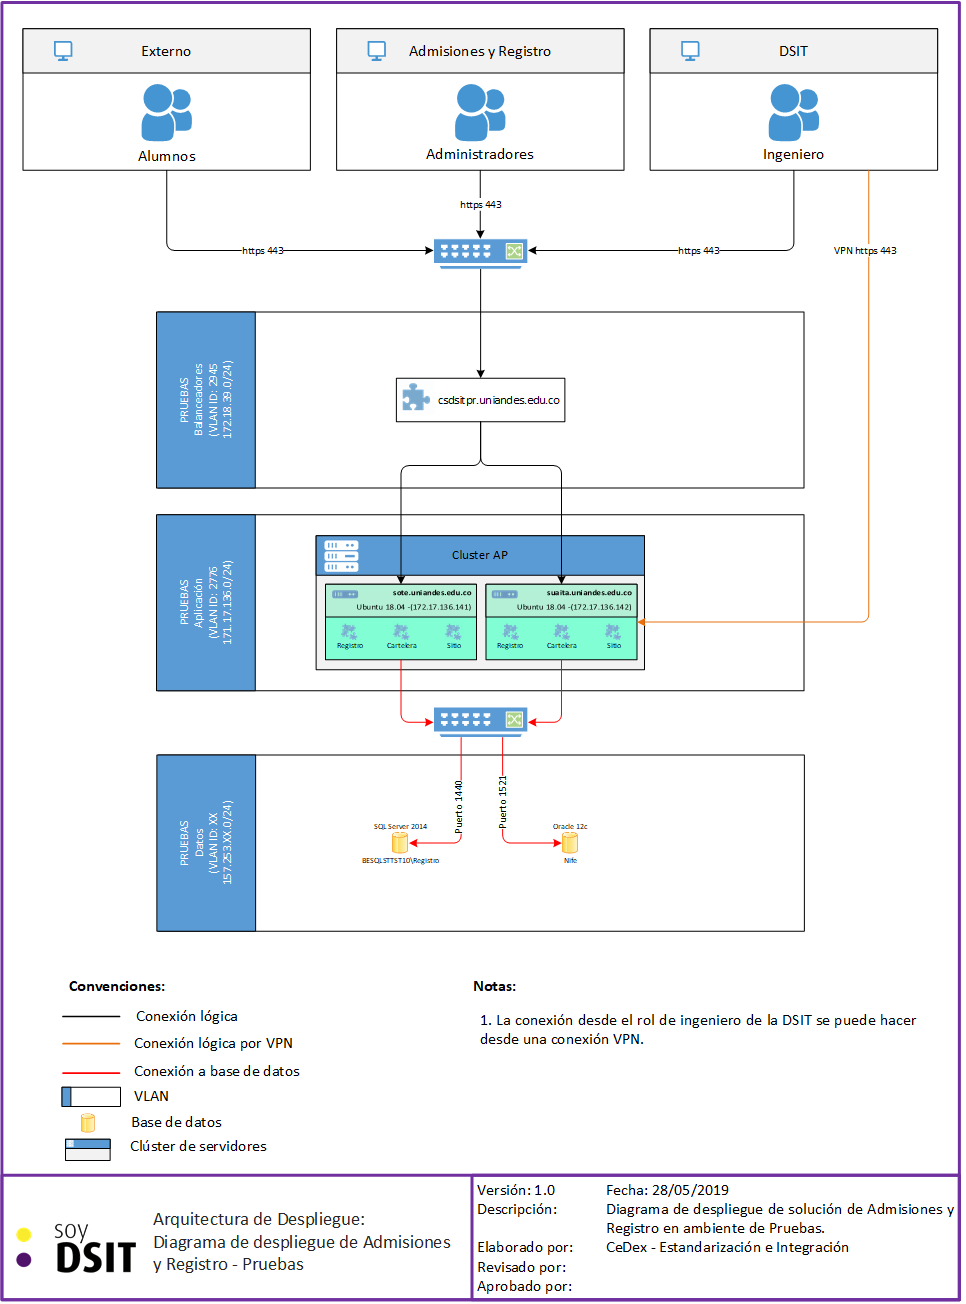 Externo
Admisiones y Registro
DSIT
Alumnos
Administradores
Ingeniero
https 443
https 443
https 443
VPN https 443
PRUEBAS
Balanceadores
(VLAN ID: 2945
172.18.39.0/24)
csdsitpr.uniandes.edu.co
PRUEBAS
Aplicación
(VLAN ID: 2776
171.17.136.0/24)
Cluster AP
sote.uniandes.edu.co
Ubuntu 18.04 -(172.17.136.141)
Registro
Cartelera
Sitio
suaita.uniandes.edu.co
Ubuntu 18.04 -(172.17.136.142)
Registro
Cartelera
Sitio
PRUEBAS
Datos
(VLAN ID: XX
157.253.XX.0/24)
Puerto 1440
Puerto 1521
SQL Server 2014
BESQLSTTST10\Registro
Oracle 12c
Nife
Convenciones:
Conexión lógica
Conexión lógica por VPN
Conexión a base de datos
VLAN
Base de datos
Clúster de servidores
Notas:
1. La conexión desde el rol de ingeniero de la DSIT se puede hacer
desde una conexión VPN.
soy
DSIT
Arquitectura de Despliegue:
Diagrama de despliegue de Admisiones
y Registro - Pruebas
Versión: 1.0
Fecha: 28/05/2019
Descripción:
Diagrama de despliegue de solución de Admisiones y
Registro en ambiente de Pruebas.
Elaborado por:
CeDex - Estandarización e Integración
Revisado por:
Aprobado por: